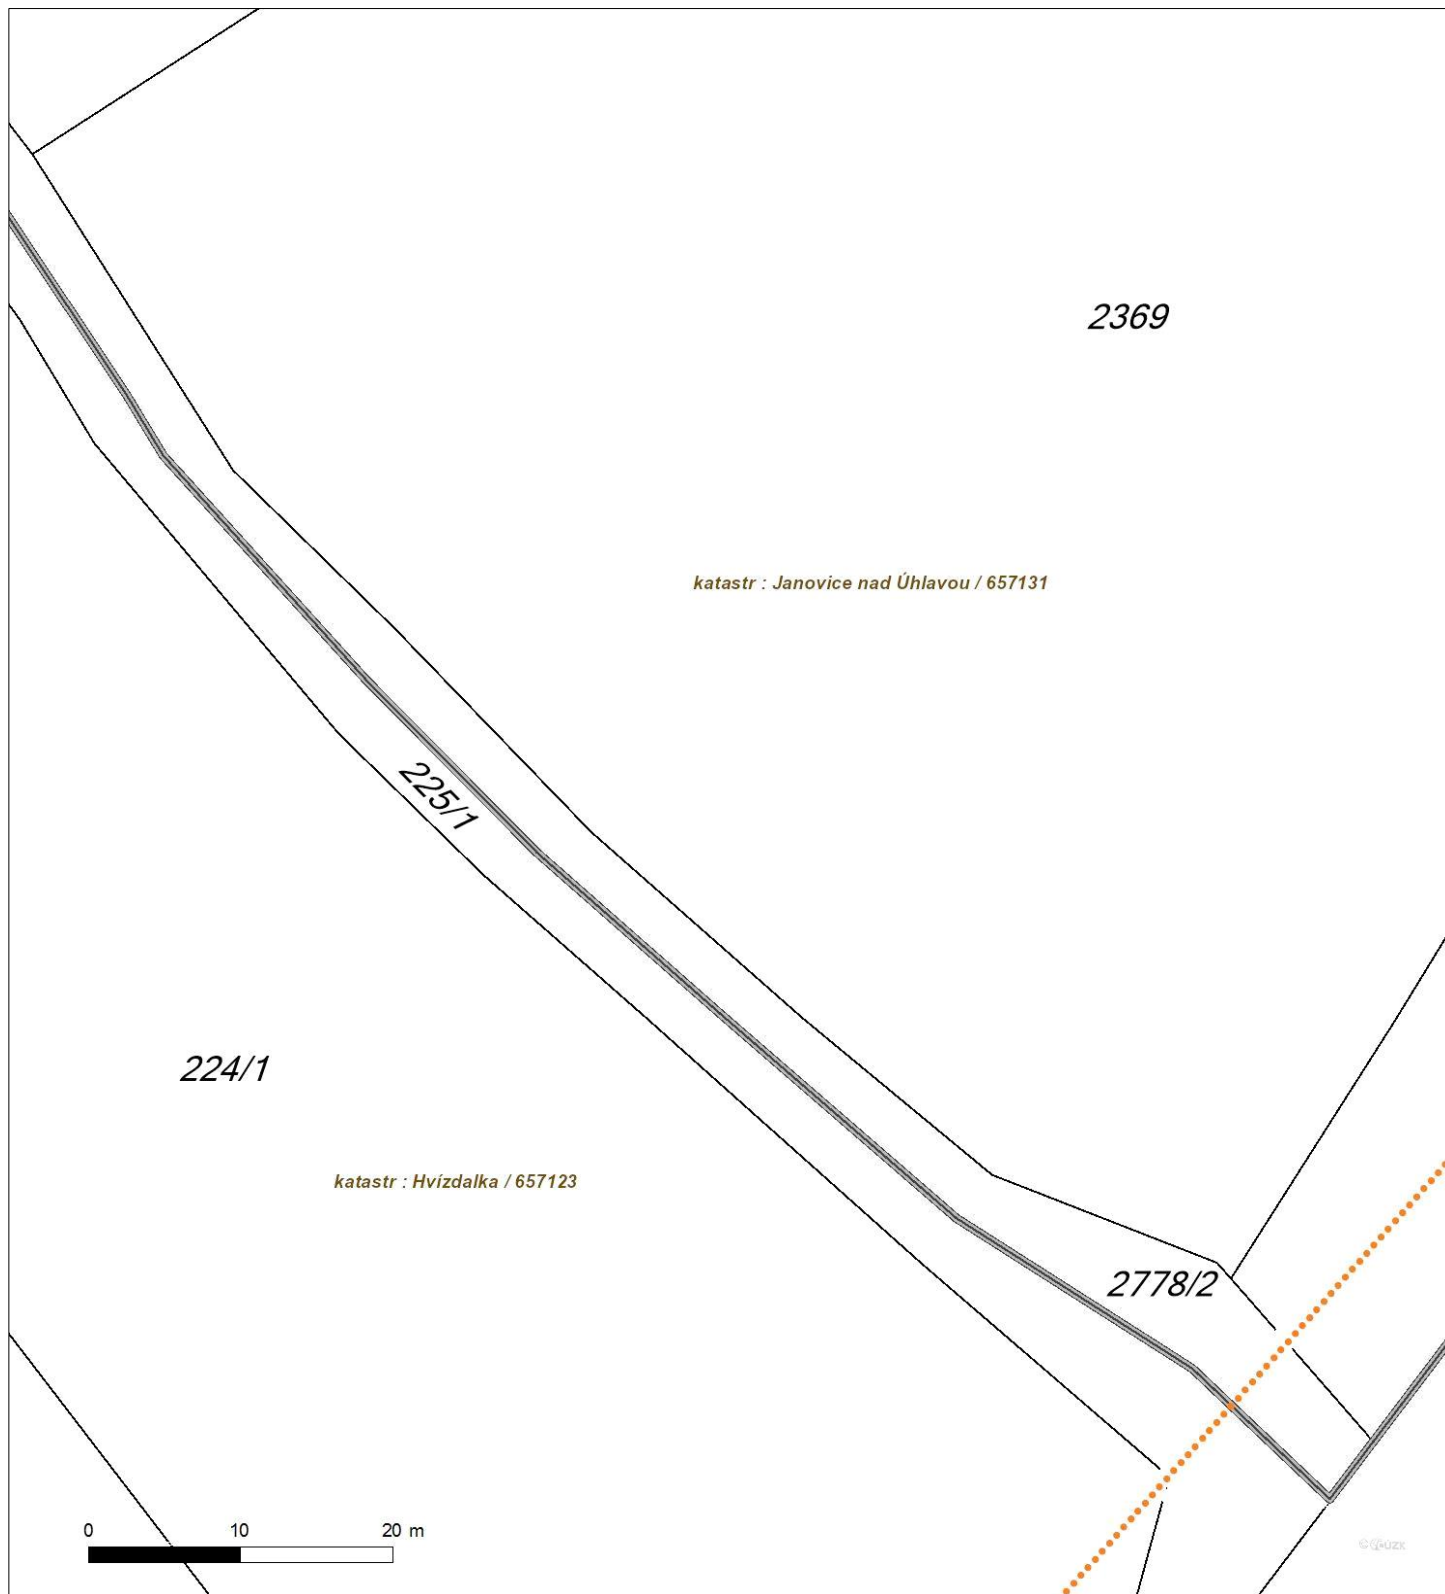 2369
katastr : Janovice nad Úhlavou / 657131
225/1
224/1
katastr : Hvízdalka / 657123
2778/2
0 10 20 m